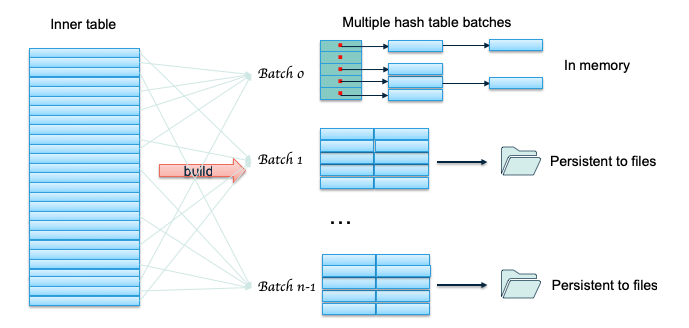 Inner table
Multiple hash table batches
Batch 0
In memory
build
Batch 1
Persistent to files
...
Batch n-1
Persistent to files